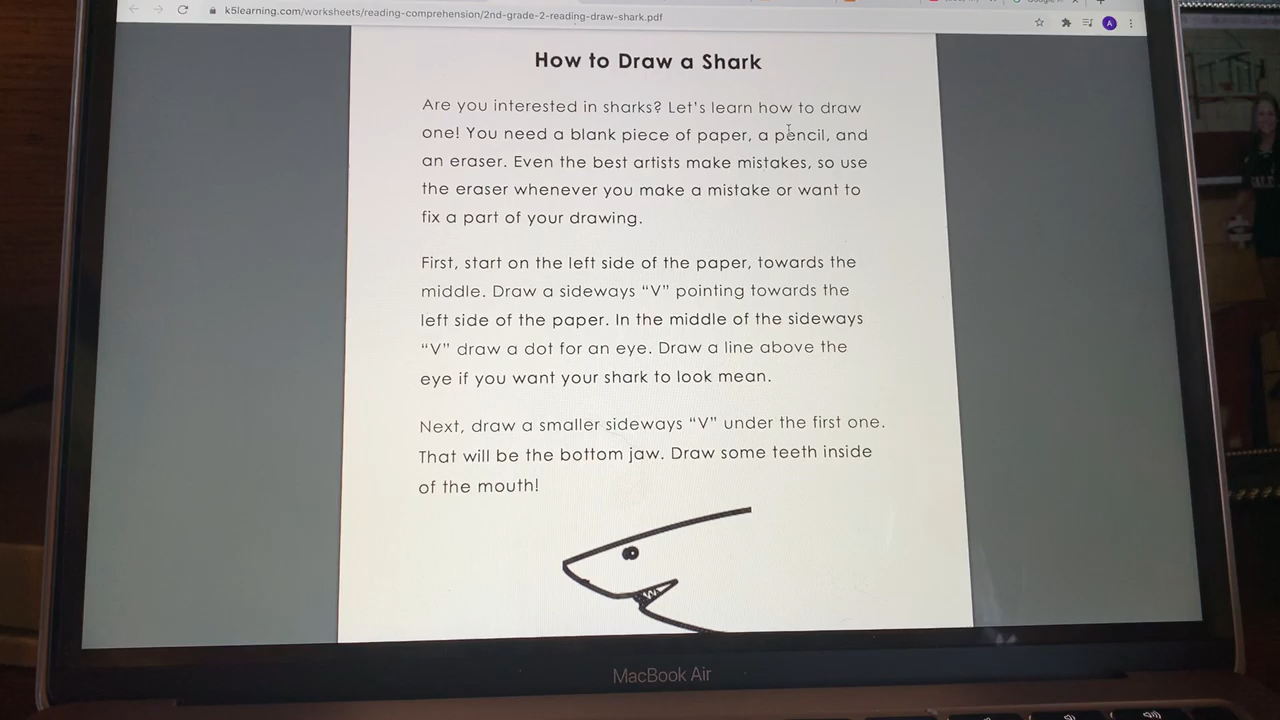 k5learning.com/worksheets/reading-comprehension/2nd-grade-2-reading-draw-shark.pdf
A
How to Draw a Shark
Are you interested in sharks? Let's learn how to draw
one! You need a blank piece of paper, a pencil, and
an eraser. Even the best artists make mistakes, so use
the eraser whenever you make a mistake or want to
fix a part of your drawing.
First, start on the left side of the paper, towards the
middle. Draw a sideways “V” pointing towards the
left side of the paper. In the middle of the sideways
“V” draw a dot for an eye. Draw a line above the
eye if you want your shark to look mean.
Next, draw a smaller sideways “V” under the first one.
That will be the bottom jaw. Draw some teeth inside
of the mouth!
MacBook Air